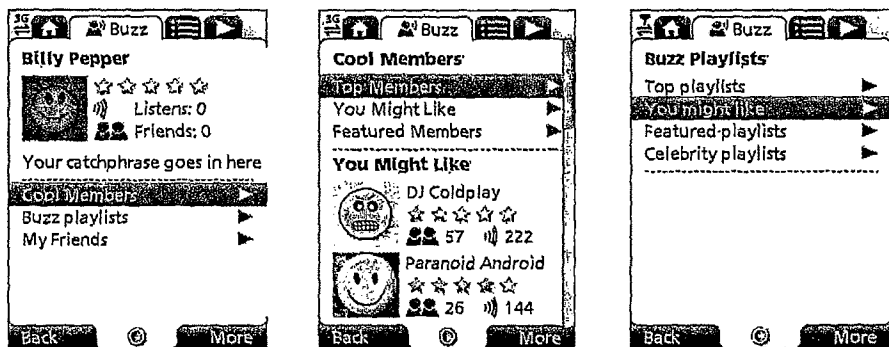 3G
Buzz
Billy Pepper
Listens: 0
Friends: 0
Your catchphrase goes in here
Cool Members
Buzz playlists
My Friends
Back
More
3G
Buzz
Cool Members
Top Members
You Might Like
Featured Members
You Might Like
DJ Coldplay
57
222
Paranoid Android
26
144
Back
More
Buzz
Buzz Playlists
Top playlists
You might like
Featured-playlists
Celebrity playlists
Back
More